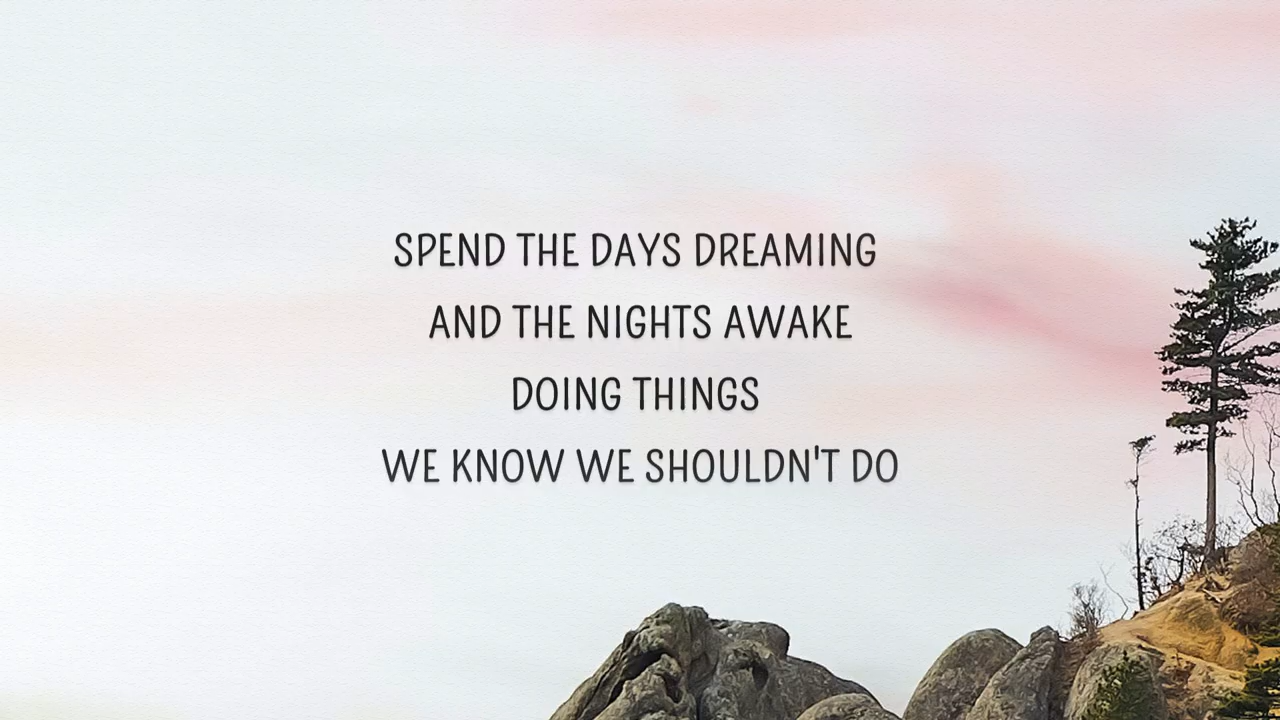 SPEND THE DAYS DREAMING
AND THE NIGHTS AWAKE
DOING THINGS
WE KNOW WE SHOULDN'T DO